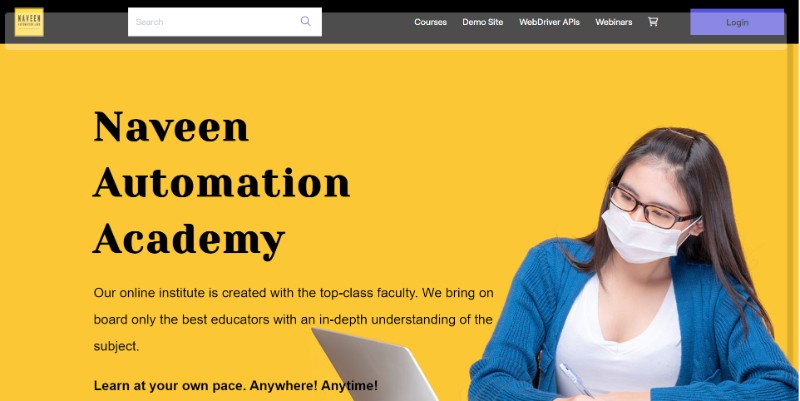 NAVEEN
Search
Courses
Demo Site
WebDriver APIs
Webinars
Login
Naveen
Automation
Academy
Our online institute is created with the top-class faculty. We bring on
board only the best educators with an in-depth understanding of the
subject.
Learn at your own pace. Anywhere! Anytime!